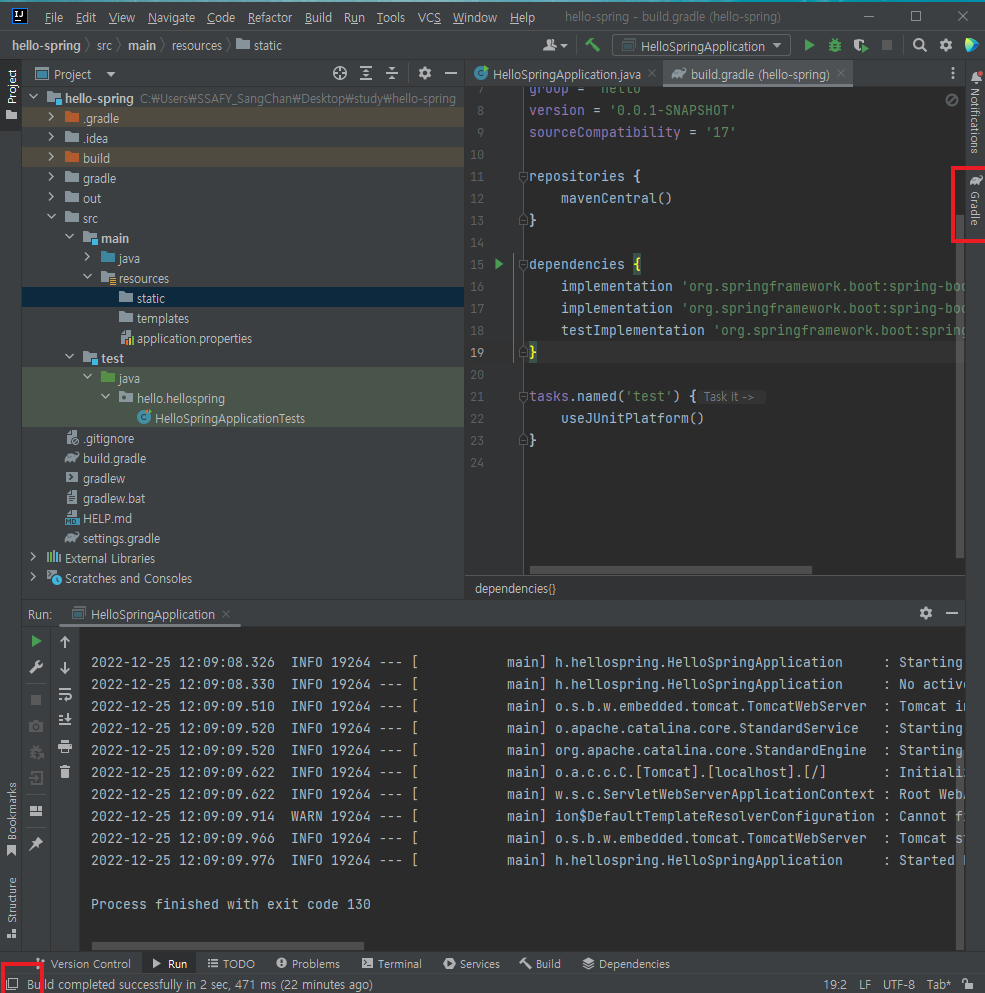 File Edit View Navigate Code Refactor Build Run Tools VCS Window Help hello-spring - build.gradle (hello-spring)
hello-spring src main resources static HelloSpringApplication
Project
Project
hello-spring C:₩Users₩SSAFY_SangChan₩Desktop₩study₩hello-spring
.gradle
.idea
build
gradle
out
src
main
java
resources
static
templates
application.properties
test
java
hello.hellospring
HelloSpringApplicationTests
.gitignore
build.gradle
gradlew
gradlew.bat
HELP.md
settings.gradle
External Libraries
Scratches and Consoles
HelloSpringApplication.java build.gradle (hello-spring)
7 group = 'hello'
8 version = '0.0.1-SNAPSHOT'
9 sourceCompatibility = '17'
10
11 repositories {
12 mavenCentral()
13 }
14
15 dependencies {
16 implementation 'org.springframework.boot:spring-boo
17 implementation 'org.springframework.boot:spring-boo
18 testImplementation 'org.springframework.boot:spring
19 }
20
21 tasks.named('test') { Task it ->
22 useJUnitPlatform()
23 }
24
dependencies{}
Notifications
Gradle
Run: HelloSpringApplication
2022-12-25 12:09:08.326 INFO 19264 --- [ main] h.hellospring.HelloSpringApplication : Starting
2022-12-25 12:09:08.330 INFO 19264 --- [ main] h.hellospring.HelloSpringApplication : No active
2022-12-25 12:09:09.510 INFO 19264 --- [ main] o.s.b.w.embedded.tomcat.TomcatWebServer : Tomcat in
2022-12-25 12:09:09.520 INFO 19264 --- [ main] o.apache.catalina.core.StandardService : Starting
2022-12-25 12:09:09.520 INFO 19264 --- [ main] org.apache.catalina.core.StandardEngine : Starting
2022-12-25 12:09:09.622 INFO 19264 --- [ main] o.a.c.c.C.[Tomcat].[localhost].[/] : Initiali
2022-12-25 12:09:09.622 INFO 19264 --- [ main] w.s.c.ServletWebServerApplicationContext : Root WebA
2022-12-25 12:09:09.914 WARN 19264 --- [ main] ion$DefaultTemplateResolverConfiguration : Cannot f
2022-12-25 12:09:09.966 INFO 19264 --- [ main] o.s.b.w.embedded.tomcat.TomcatWebServer : Tomcat s
2022-12-25 12:09:09.976 INFO 19264 --- [ main] h.hellospring.HelloSpringApplication : Started
Process finished with exit code 130
Bookmarks
Structure
Version Control Run TODO Problems Terminal Services Build Dependencies
Build completed successfully in 2 sec, 471 ms (22 minutes ago) 19:2 LF UTF-8 Tab*